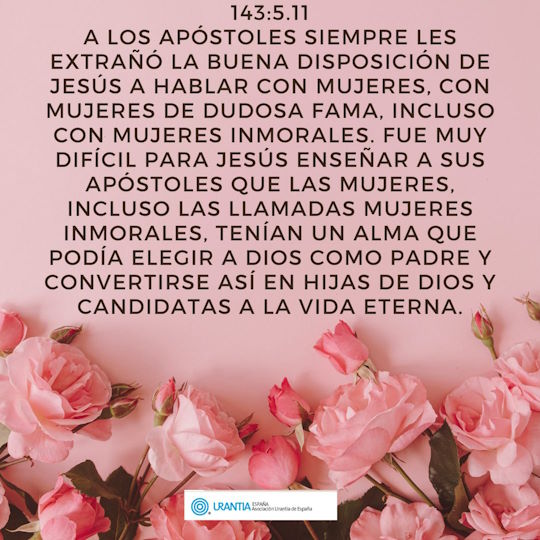 143:5.11
A LOS APÓSTOLES SIEMPRE LES
EXTRAÑÓ LA BUENA DISPOSICIÓN DE
JESÚS A HABLAR CON MUJERES, CON
MUJERES DE DUDOSA FAMA, INCLUSO
CON MUJERES INMORALES. FUE MUY
DIFÍCIL PARA JESÚS ENSEÑAR A SUS
APÓSTOLES QUE LAS MUJERES,
INCLUSO LAS LLAMADAS MUJERES
INMORALES, TENÍAN UN ALMA QUE
PODÍA ELEGIR A DIOS COMO PADRE Y
CONVERTIRSE ASÍ EN HIJAS DE DIOS Y
CANDIDATAS A LA VIDA ETERNA.
URANTIA ESPAÑA
Asociación Urantia de España